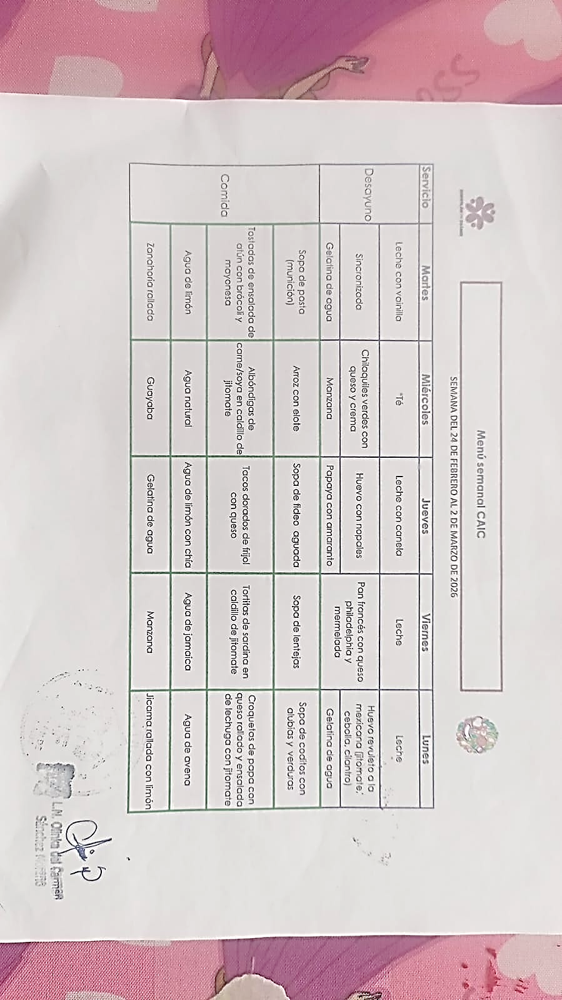 Menú semanal CAIC
SEMANA DEL 24 DE FEBRERO AL 2 DE MARZO DE 2026
Servicio Martes Miércoles Jueves Viernes Lunes
Desayuno
Leche con vainilla
*Té
Leche con canela
Leche
Leche
Sincronizada
Chilaquiles verdes con
queso y crema
Huevo con nopales
Pan francés con queso
philadelphia y
mermelada
Huevo revuleto a la
mexicana (jitomate,
cebolla, cilantro)
Gelatina de agua
Manzana
Papaya con amaranto
Gelatina de agua
Comida
Sopa de pasta
(munición)
Arroz con elote
Sopa de fideo aguada
Sopa de lentejas
Sopa de coditos con
alubias y verduras
Tostadas de ensalada de
atún con brócoli y
mayonesa
Albóndigas de
carne/soya en caldillo de
jitomate
Tacos dorados de frijol
con queso
Tortitas de sardina en
caldillo de jitomate
Croquetas de papa con
queso rallado y ensalada
de lechuga con jitomate
Agua de limón
Agua natural
Agua de limón con chía
Agua de jamaica
Agua de avena
Zanahoria rallada
Guayaba
Gelatina de agua
Manzana
Jicama rallada con limón
L.N. Olinka del Carmen
Sánchez